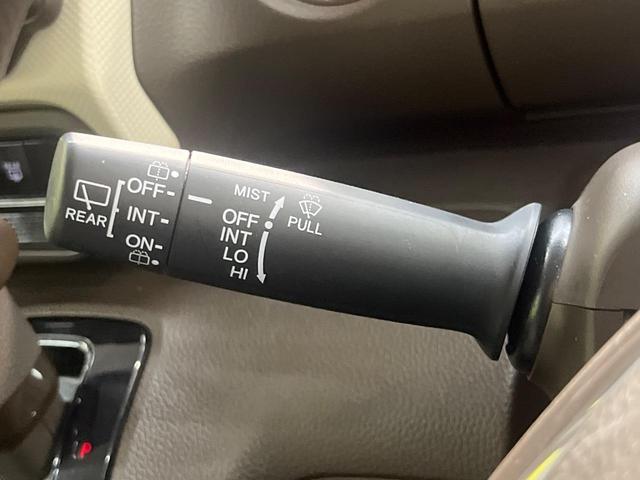 REAR
OFF
INT
ON
MIST
OFF
INT
LO
HI
PULL
P